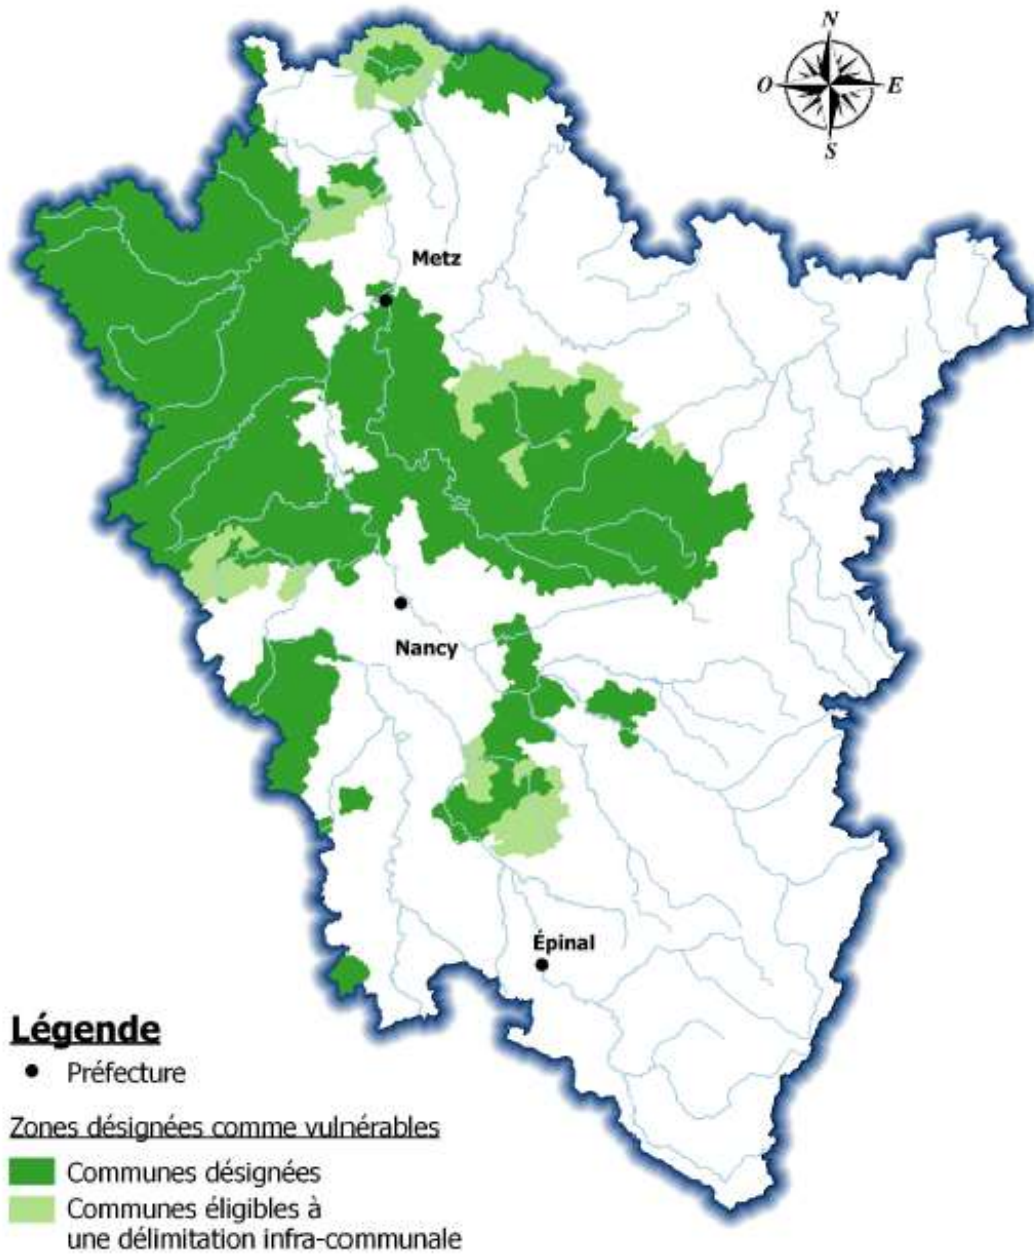 N
O
E
S
Metz
Nancy
Épinal
Légende
Préfecture
Zones désignées comme vulnérables
Communes désignées
Communes éligibles à
une délimitation infra-communale